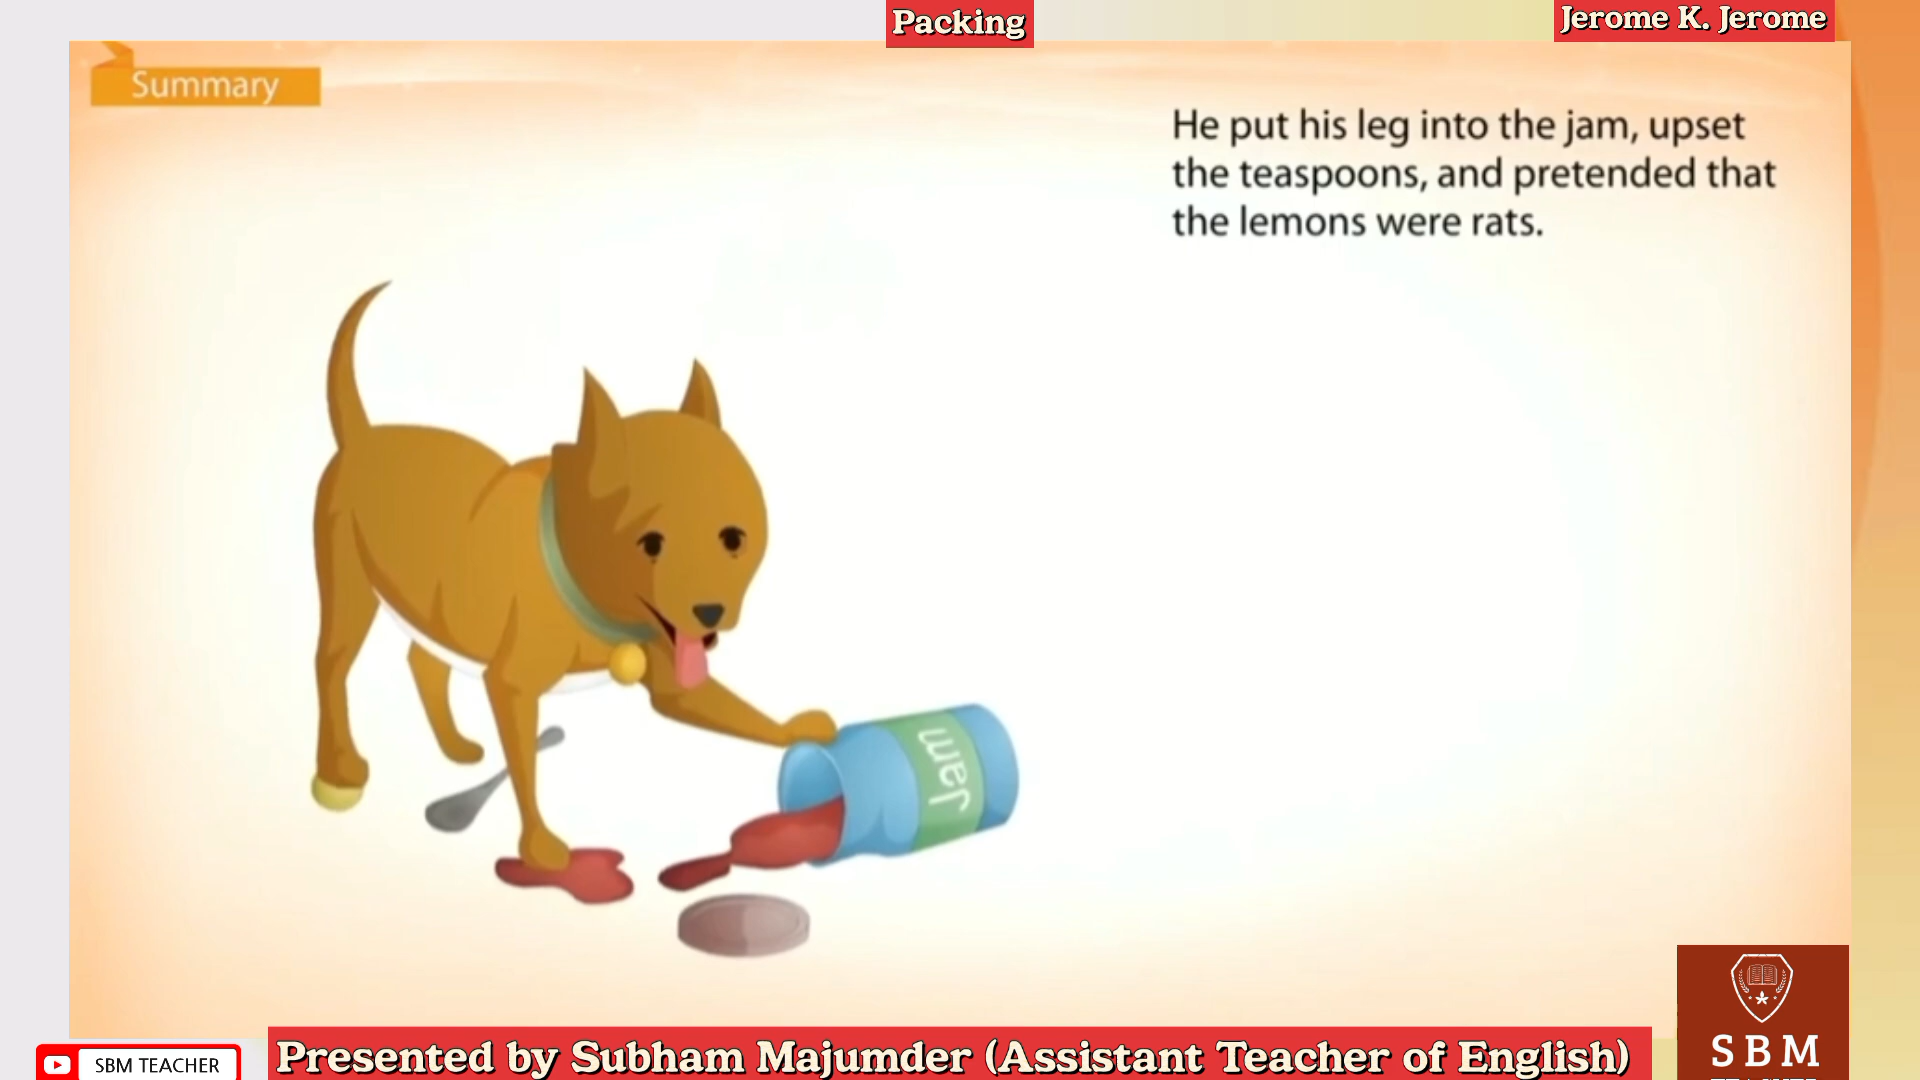 Packing
Jerome K. Jerome
Summary
He put his leg into the jam, upset
the teaspoons, and pretended that
the lemons were rats.
Jam
SBM TEACHER
Presented by Subham Majumder (Assistant Teacher of English)
SBM